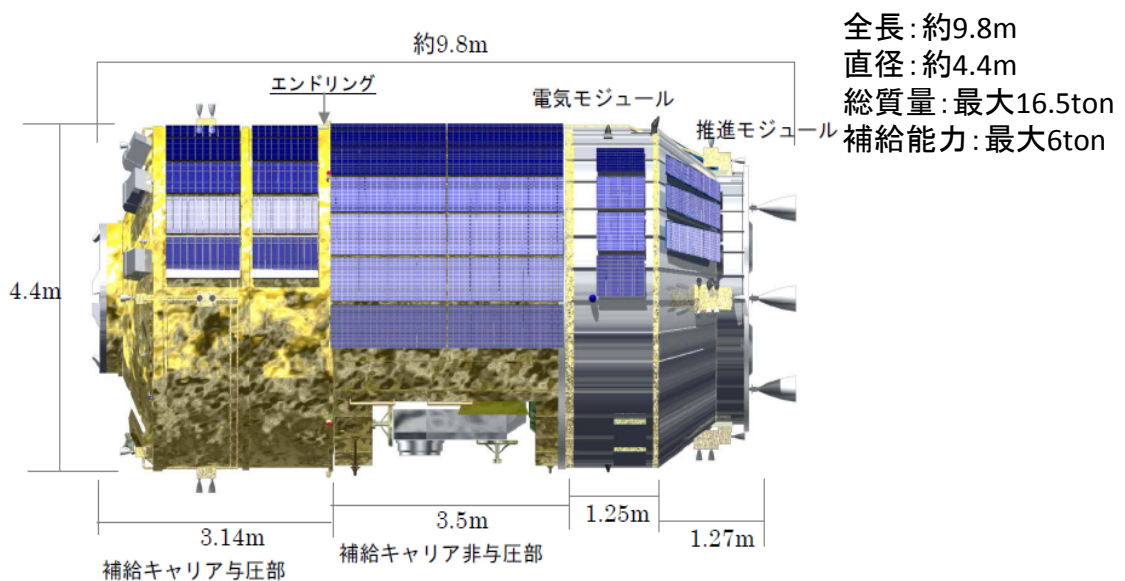 全長:約9.8m
直径:約4.4m
総質量:最大16.5ton
補給能力:最大6ton
約9.8m
エンドリング
電気モジュール
推進モジュール
4.4m
3.14m
3.5m
1.25m
1.27m
補給キャリア与圧部
補給キャリア非与圧部